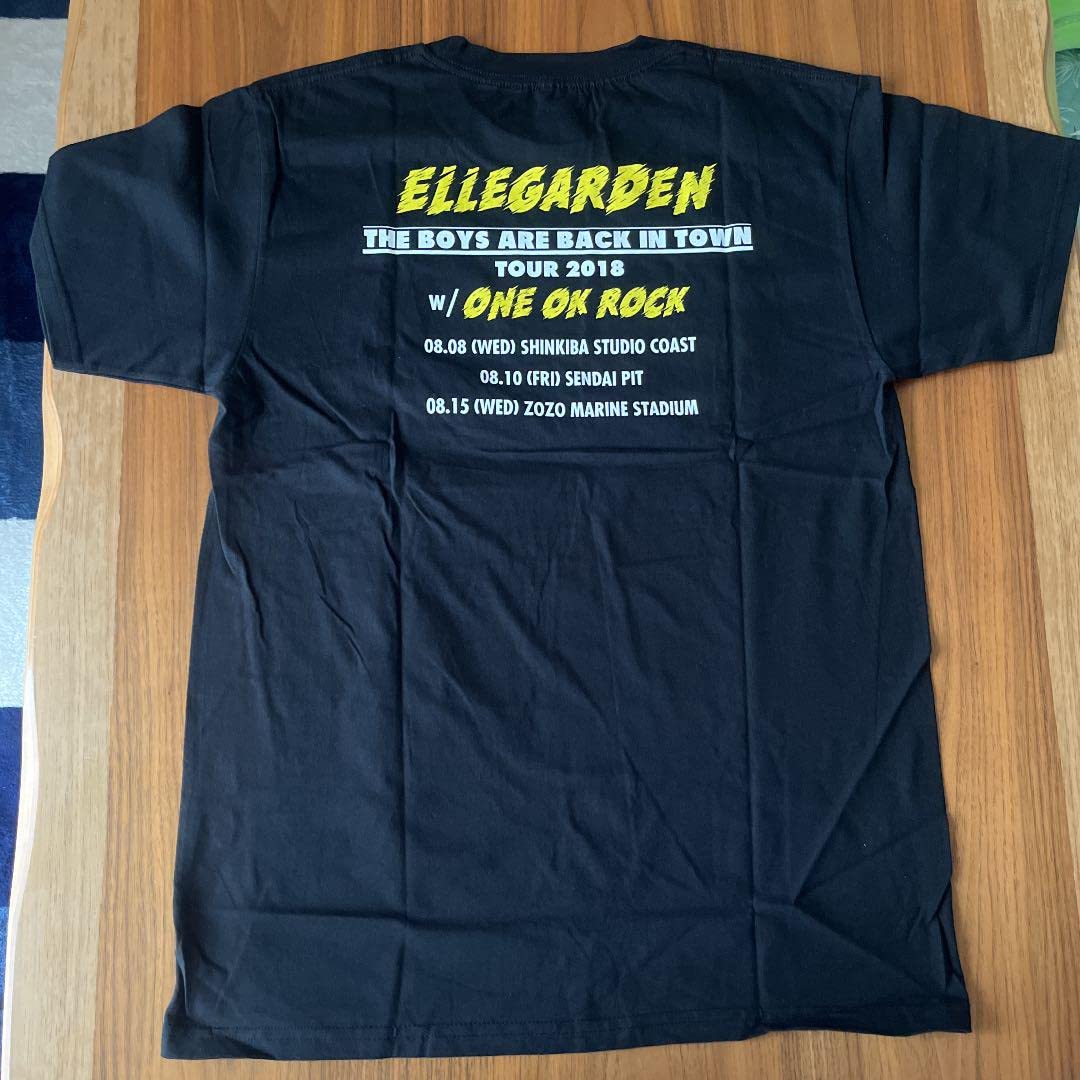 ELLEGARDEN
THE BOYS ARE BACK IN TOWN
TOUR 2018
w/ ONE OK ROCK
08.08 (WED) SHINKIBA STUDIO COAST
08.10 (FRI) SENDAI PIT
08.15 (WED) ZOZO MARINE STADIUM